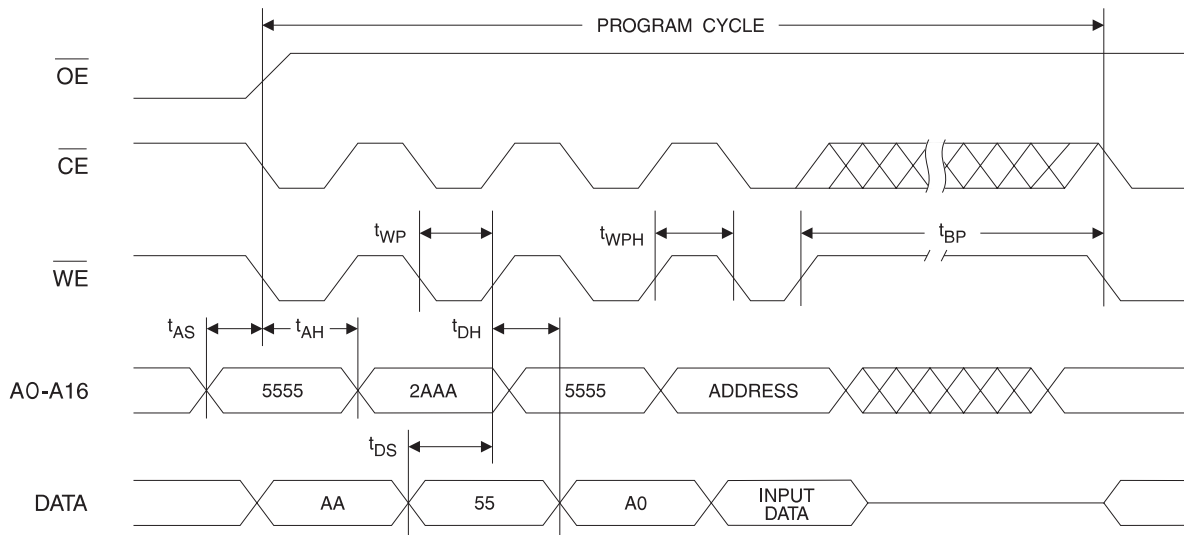 PROGRAM CYCLE
OE
CE
tWP
tWPH
tBP
WE
tAS
tAH
tDH
A0-A16
5555
2AAA
5555
ADDRESS
tDS
DATA
AA
55
A0
INPUT
DATA